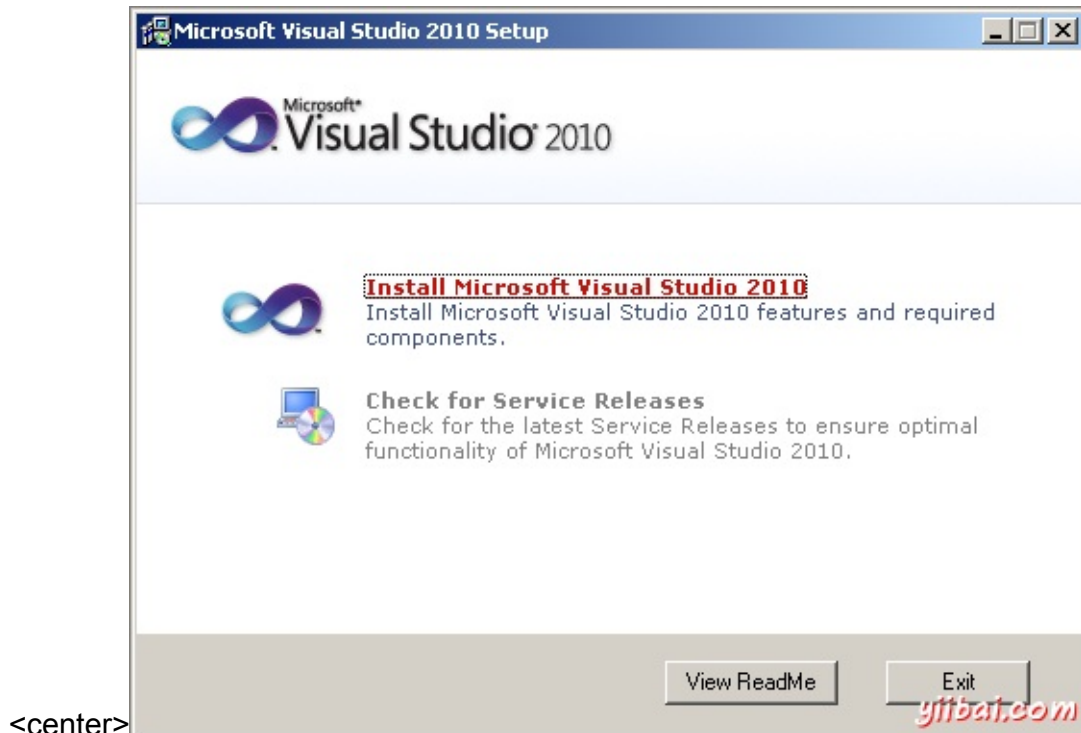 Microsoft Visual Studio 2010 Setup
Microsoft®
Visual Studio® 2010
Install Microsoft Visual Studio 2010
Install Microsoft Visual Studio 2010 features and required
components.
Check for Service Releases
Check for the latest Service Releases to ensure optimal
functionality of Microsoft Visual Studio 2010.
View ReadMe
Exit
yiibai.com
<center>